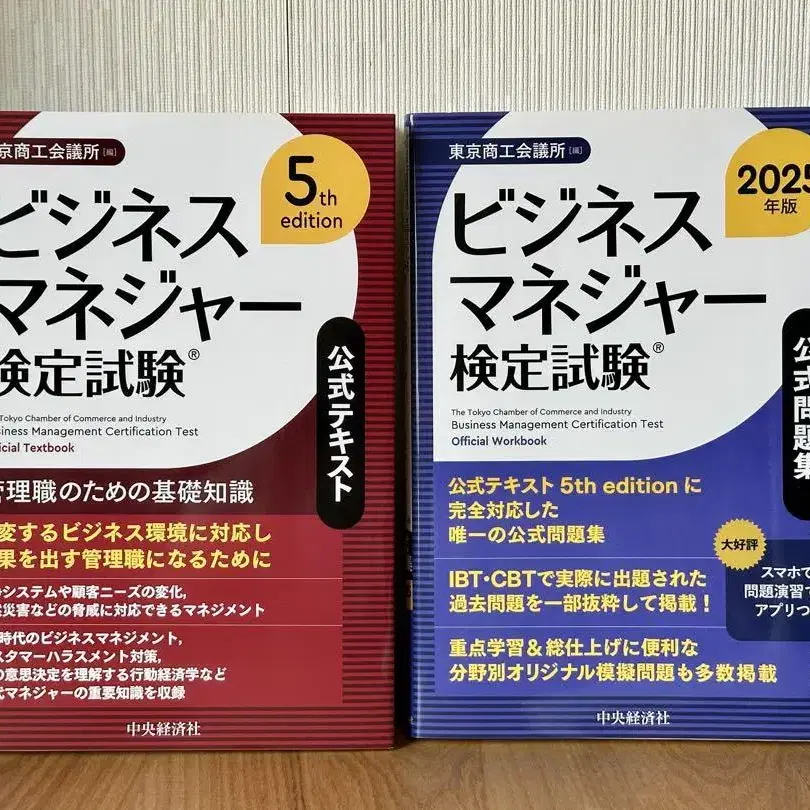 京商工会議所[編]
5th
edition
ビジネス
マネジャー
検定試験®
公式テキスト
Tokyo Chamber of Commerce and Industry
siness Management Certification Test
icial Textbook
管理職のための基礎知識
変するビジネス環境に対応し
果を出す管理職になるために
システムや顧客ニーズの変化,
災害などの脅威に対応できるマネジメント
時代のビジネスマネジメント,
スタマーハラスメント対策,
の意思決定を理解する行動経済学など
代マネジャーの重要知識を収録
中央経済社
東京商工会議所[編]
2025
年版
ビジネス
マネジャー
検定試験®
公式問題集
The Tokyo Chamber of Commerce and Industry
Business Management Certification Test
Official Workbook
公式テキスト 5th edition に
完全対応した
唯一の公式問題集
大好評
スマホで
問題演習で
アプリつ
IBT・CBTで実際に出題された
過去問題を一部抜粋して掲載!
重点学習&総仕上げに便利な
分野別オリジナル模擬問題も多数掲載
中央経済社